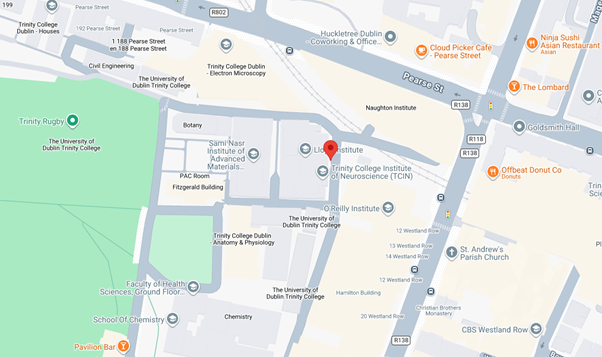 199
R802
Pearse Street
192 Pearse Street
Trinity College
Dublin - Houses
1 188 Pearse Street
en 188 Pearse Street
Civil Engineering
Trinity College Dublin
- Electron Microscopy
Huckletree Dublin
- Coworking & Office...
Cloud Picker Cafe
- Pearse Street
Ninja Sushi
Asian Restaurant
Asian
The University of
Dublin Trinity College
Pearse St
R138
The Lombard
Trinity Rugby
Naughton Institute
Botany
R118
Goldsmith Hall
The University of
Dublin Trinity College
Sami Nasr
Institute of
Advanced
Materials...
Institute
R138
Trinity College Institute
of Neuroscience (TCIN)
Offbeat Donut Co
Donuts
PAC Room
Fitzgerald Building
O Reilly Institute
The University of
Dublin Trinity College
12 Westland Row
Trinity College Dublin
- Anatomy & Physiology
13 Westland Row
14 Westland Row
St. Andrew's
Parish Church
12 Westland Row
Faculty of Health
Sciences, Ground Floor...
The University of
Dublin Trinity College
Hamilton Building
Christian Brothers
Monastery
School Of Chemistry
Chemistry
20 Westland Row
CBS Westland Row
R138
Pavilion Bar